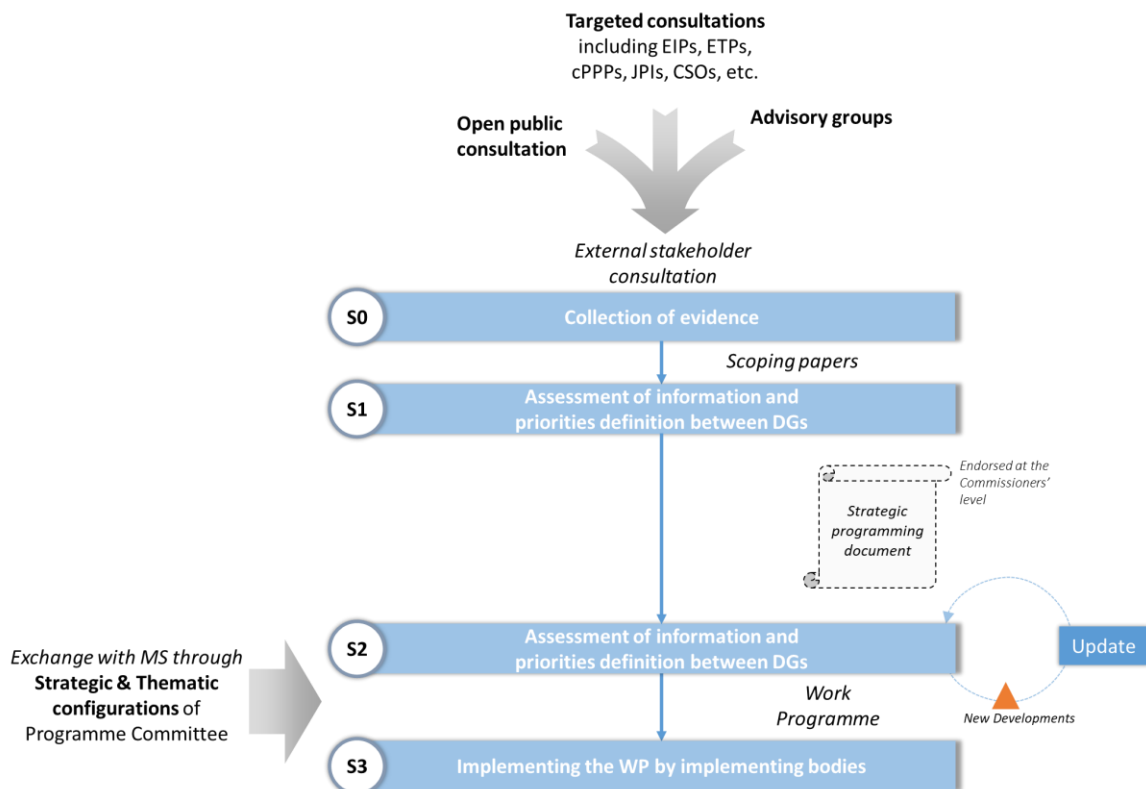 Targeted consultations
including EIPs, ETPs,
cPPPs, JPIs, CSOs, etc.
Open public
consultation
Advisory groups
External stakeholder
consultation
S0
Collection of evidence
Scoping papers
S1
Assessment of information and
priorities definition between DGs
Endorsed at the
Commissioners'
level
Strategic
programming
document
S2
Assessment of information and
priorities definition between DGs
Update
Exchange with MS through
Strategic & Thematic
configurations of
Programme Committee
Work
Programme
New Developments
S3
Implementing the WP by implementing bodies